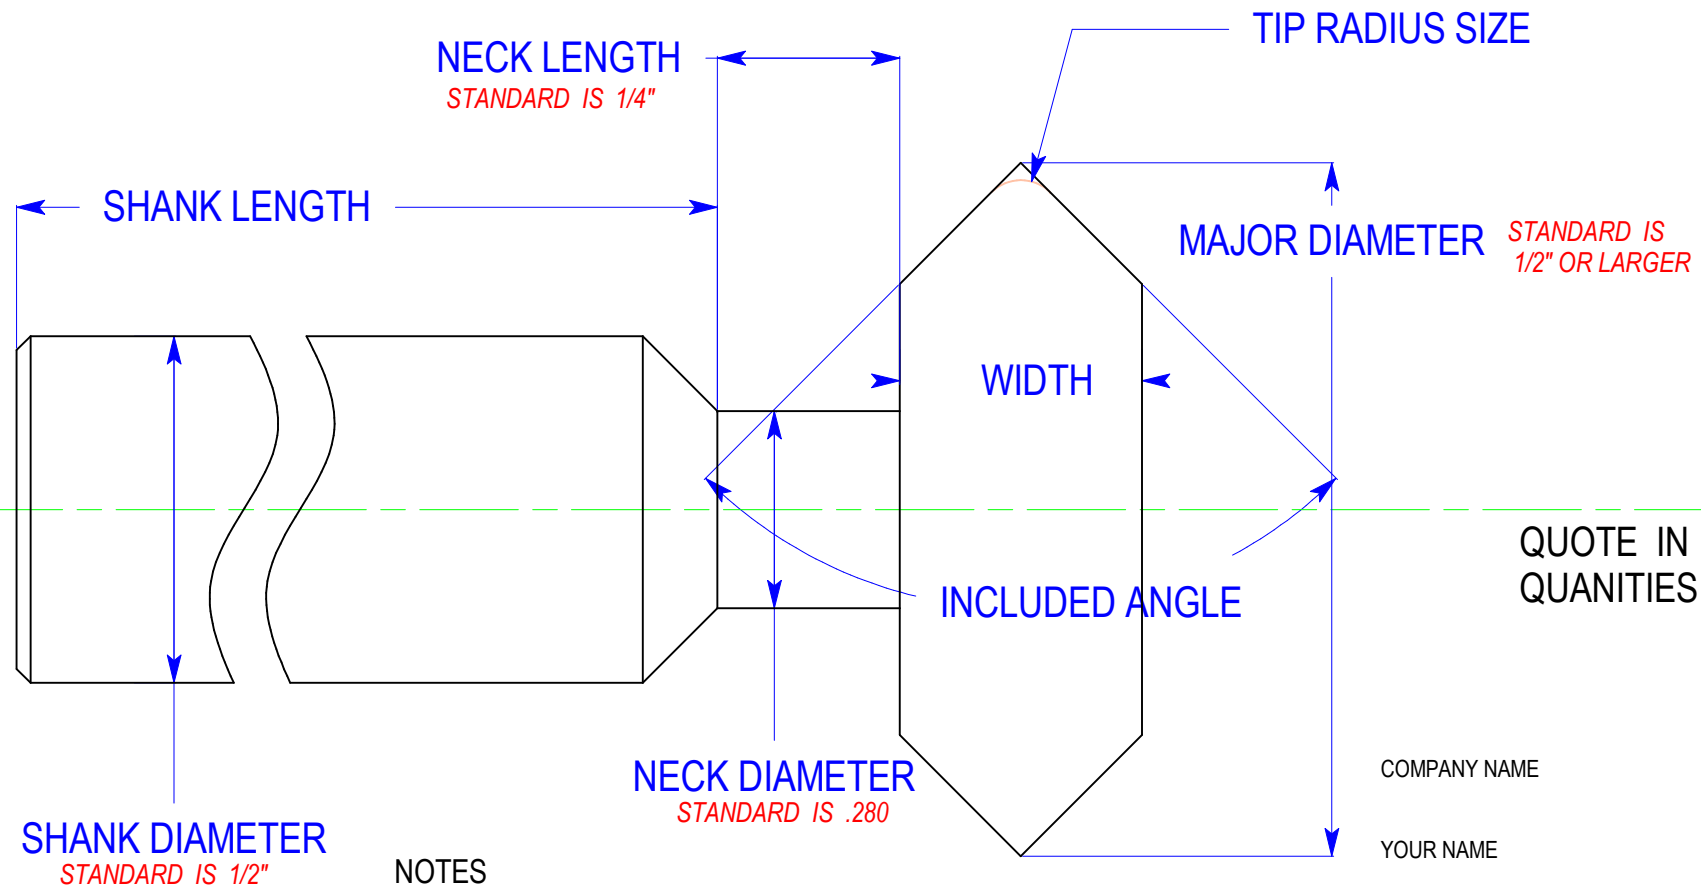 TIP RADIUS SIZE
NECK LENGTH
STANDARD IS 1/4"
SHANK LENGTH
MAJOR DIAMETER
STANDARD IS
1/2" OR LARGER
WIDTH
QUOTE IN
QUANITIES
INCLUDED ANGLE
NECK DIAMETER
STANDARD IS .280
COMPANY NAME
SHANK DIAMETER
STANDARD IS 1/2"
NOTES
YOUR NAME